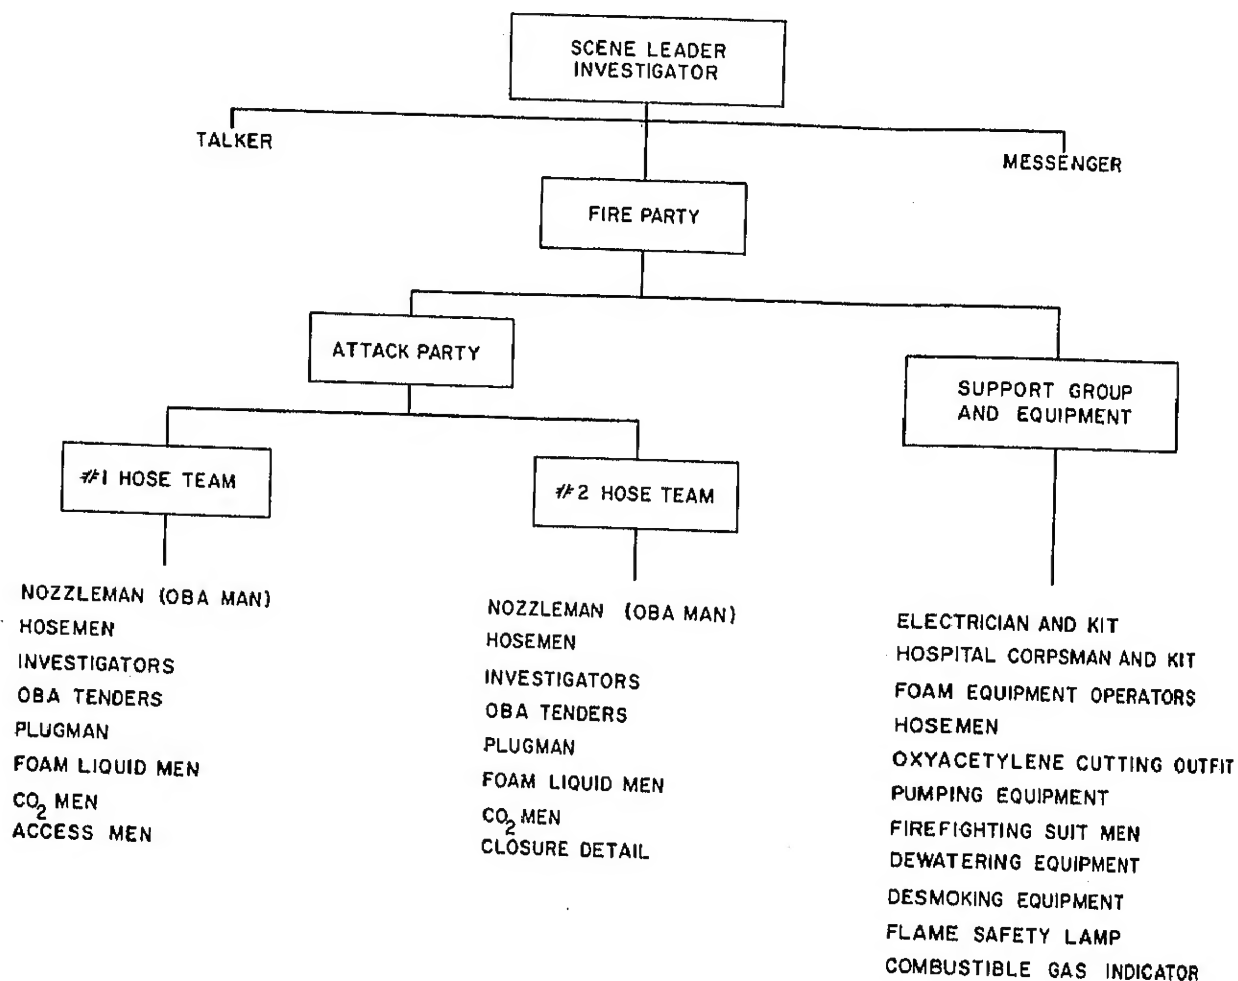 SCENE LEADER
INVESTIGATOR
TALKER
MESSENGER
FIRE PARTY
ATTACK PARTY
SUPPORT GROUP
AND EQUIPMENT
#1 HOSE TEAM
#2 HOSE TEAM
NOZZLEMAN (OBA MAN)
HOSEMEN
INVESTIGATORS
OBA TENDERS
PLUGMAN
FOAM LIQUID MEN
CO2 MEN
ACCESS MEN
NOZZLEMAN (OBA MAN)
HOSEMEN
INVESTIGATORS
OBA TENDERS
PLUGMAN
FOAM LIQUID MEN
CO2 MEN
CLOSURE DETAIL
ELECTRICIAN AND KIT
HOSPITAL CORPSMAN AND KIT
FOAM EQUIPMENT OPERATORS
HOSEMEN
OXYACETYLENE CUTTING OUTFIT
PUMPING EQUIPMENT
FIREFIGHTING SUIT MEN
DEWATERING EQUIPMENT
DESMOKING EQUIPMENT
FLAME SAFETY LAMP
COMBUSTIBLE GAS INDICATOR